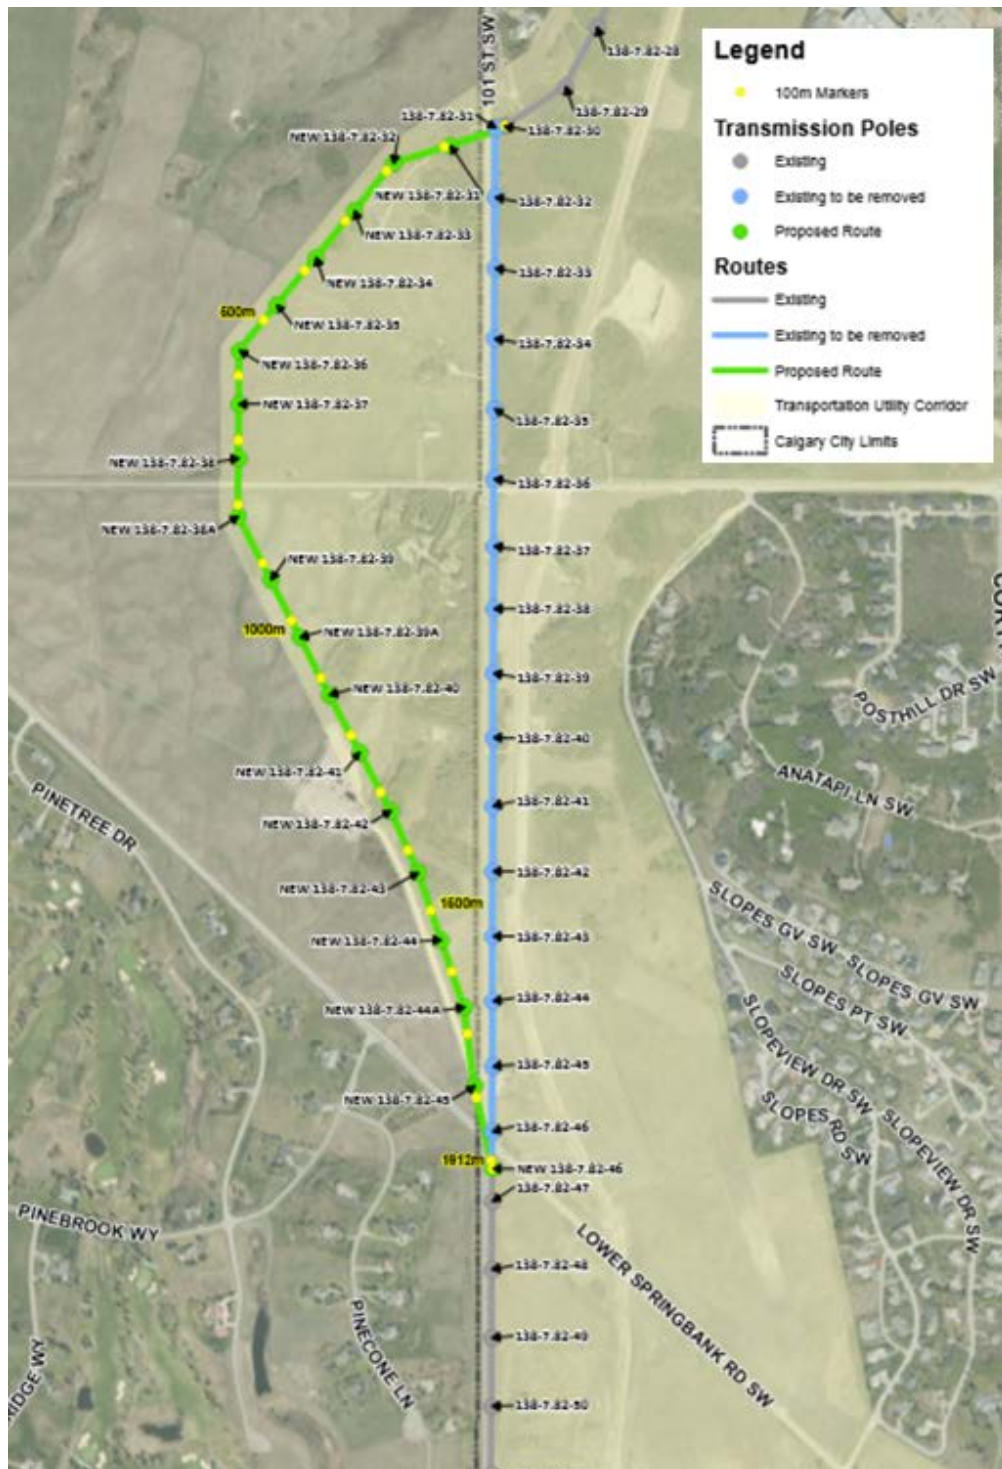 101 ST SW
138-7.82-28
138-7.82-29
138-7.82-31
138-7.82-30
NEW 138-7.82-32
NEW 138-7.82-31
138-7.82-32
NEW 138-7.82-33
138-7.82-33
NEW 138-7.82-34
500m
NEW 138-7.82-35
138-7.82-34
NEW 138-7.82-36
NEW 138-7.82-37
138-7.82-35
NEW 138-7.82-38
138-7.82-36
NEW 138-7.82-38A
138-7.82-37
NEW 138-7.82-39
138-7.82-38
1000m
NEW 138-7.82-39A
138-7.82-39
NEW 138-7.82-40
138-7.82-40
NEW 138-7.82-41
138-7.82-41
NEW 138-7.82-42
138-7.82-42
NEW 138-7.82-43
1500m
NEW 138-7.82-44
138-7.82-43
138-7.82-44
NEW 138-7.82-44A
138-7.82-45
NEW 138-7.82-45
138-7.82-46
1912m
NEW 138-7.82-46
138-7.82-47
138-7.82-48
138-7.82-49
138-7.82-50
Legend
100m Markers
Transmission Poles
Existing
Existing to be removed
Proposed Route
Routes
Existing
Existing to be removed
Proposed Route
Transportation Utility Corridor
Calgary City Limits
POSTHILL DR SW
ANATAPI LN SW
SLOPES GV SW
SLOPES GV SW
SLOPES PT SW
SLOPEVIEW DR SW
SLOPES RD SW
SLOPEVIEW DR SW
LOWER SPRINGBANK RD SW
PINETREE DR
PINEBROOK WY
PINECONE LN
RIDGE WY